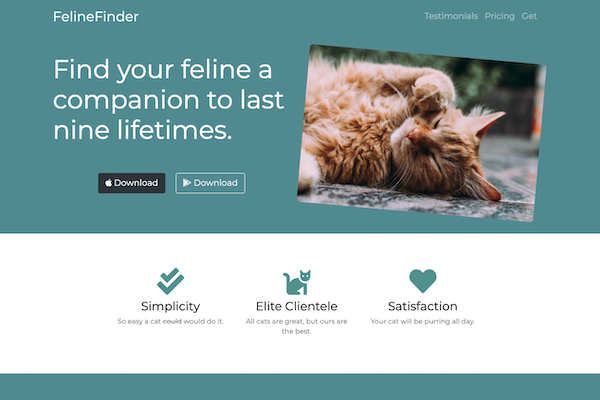 FelineFinder
Testimonials Pricing Get
Find your feline a
companion to last
nine lifetimes.
Download
Download
Simplicity
So easy a cat could would do it.
Elite Clientele
All cats are great, but ours are
the best.
Satisfaction
Your cat will be purring all day.